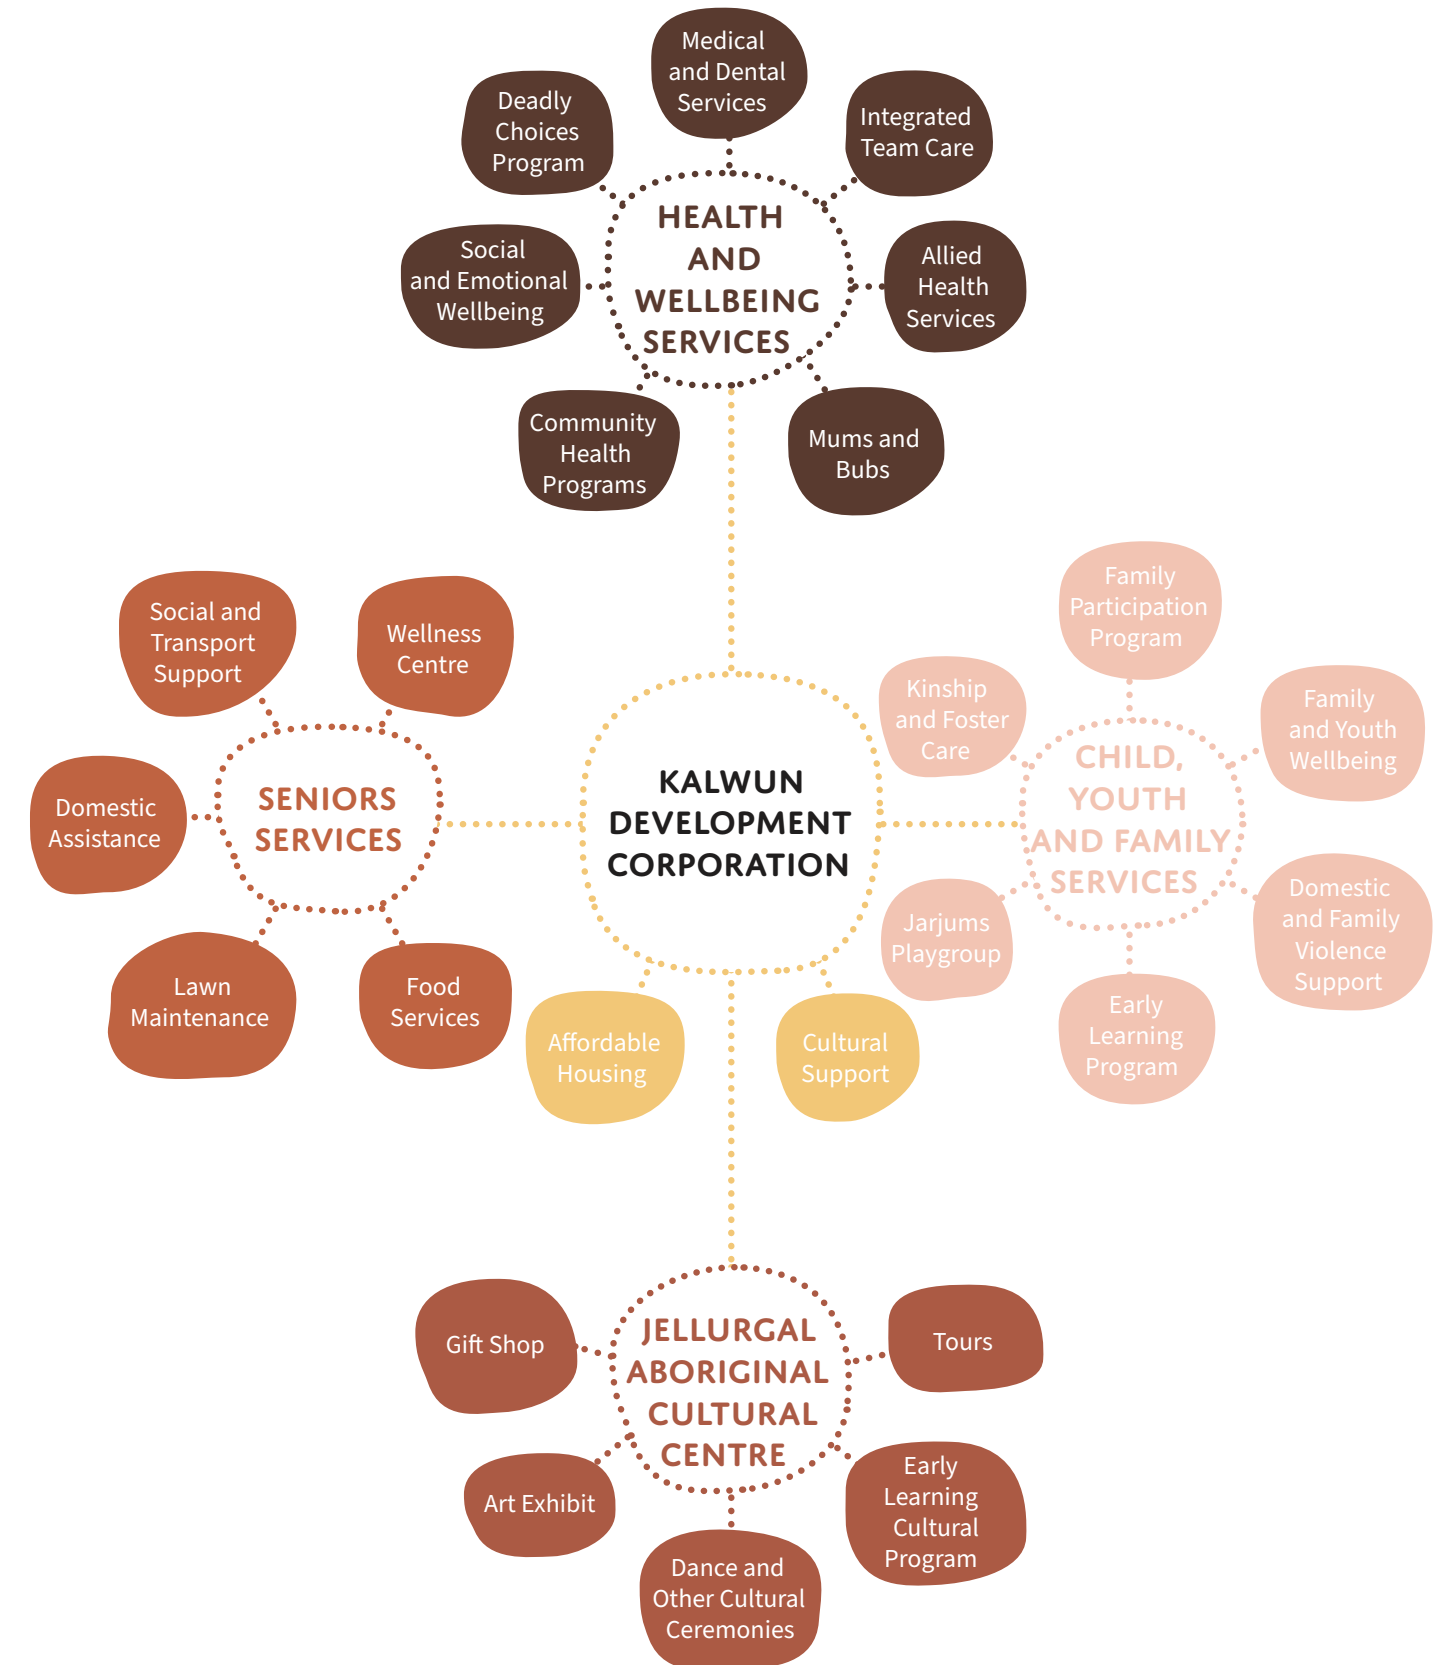 Medical
and Dental
Services
Deadly
Choices
Program
Integrated
Team Care
HEALTH
AND
WELLBEING
SERVICES
Social
and Emotional
Wellbeing
Allied
Health
Services
Community
Health
Programs
Mums and
Bubs
Social and
Transport
Support
Wellness
Centre
Domestic
Assistance
SENIORS
SERVICES
Lawn
Maintenance
Food
Services
KALWUN
DEVELOPMENT
CORPORATION
Affordable
Housing
Cultural
Support
Family
Participation
Program
Kinship
and Foster
Care
Family
and Youth
Wellbeing
CHILD,
YOUTH
AND FAMILY
SERVICES
Jarjums
Playgroup
Domestic
and Family
Violence
Support
Early
Learning
Program
Gift Shop
JELLURGAL
ABORIGINAL
CULTURAL
CENTRE
Tours
Art Exhibit
Early
Learning
Cultural
Program
Dance and
Other Cultural
Ceremonies